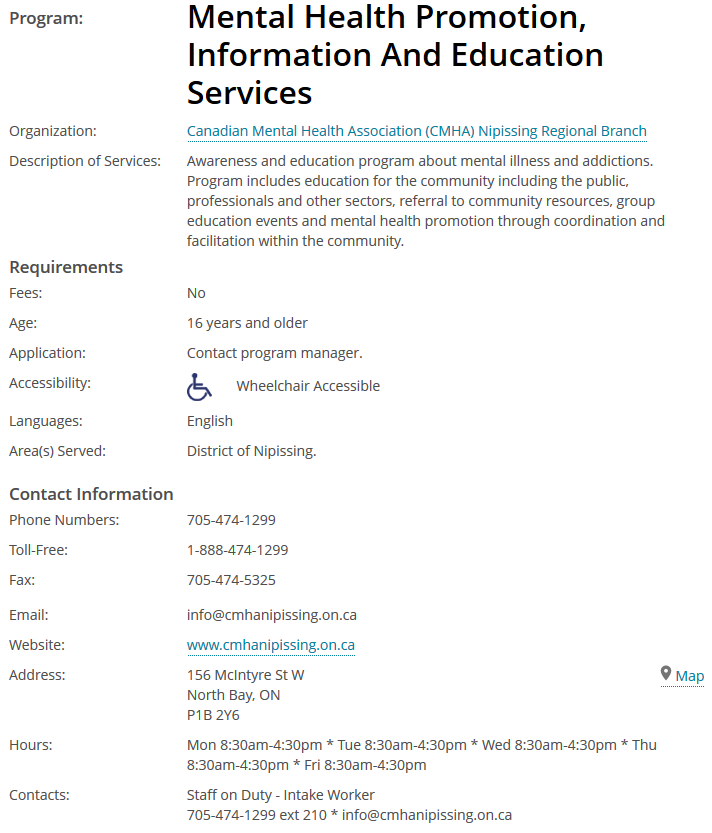 Program:
Mental Health Promotion,
Information And Education
Services
Organization:
Canadian Mental Health Association (CMHA) Nipissing Regional Branch
Description of Services:
Awareness and education program about mental illness and addictions.
Program includes education for the community including the public,
professionals and other sectors, referral to community resources, group
education events and mental health promotion through coordination and
facilitation within the community.
Requirements
Fees:
No
Age:
16 years and older
Application:
Contact program manager.
Accessibility:
Wheelchair Accessible
Languages:
English
Area(s) Served:
District of Nipissing.
Contact Information
Phone Numbers:
705-474-1299
Toll-Free:
1-888-474-1299
Fax:
705-474-5325
Email:
info@cmhanipissing.on.ca
Website:
www.cmhanipissing.on.ca
Address:
156 McIntyre St W
North Bay, ON
P1B 2Y6
Map
Hours:
Mon 8:30am-4:30pm * Tue 8:30am-4:30pm * Wed 8:30am-4:30pm * Thu
8:30am-4:30pm * Fri 8:30am-4:30pm
Contacts:
Staff on Duty - Intake Worker
705-474-1299 ext 210 * info@cmhanipissing.on.ca